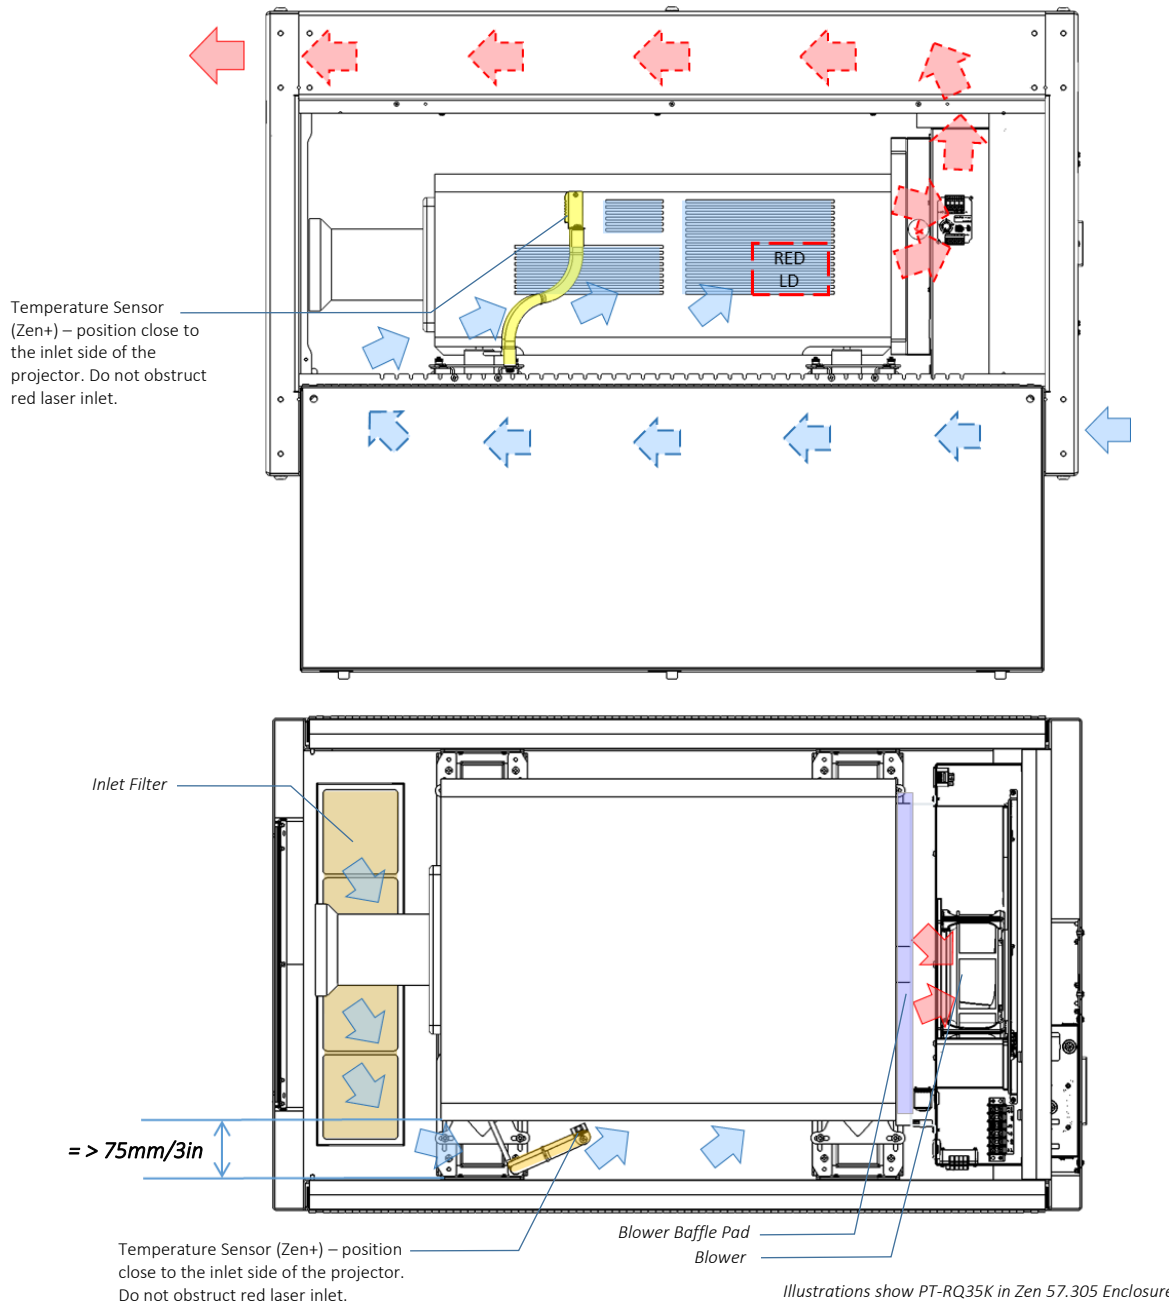 RED
LD
Temperature Sensor
(Zen+) – position close to
the inlet side of the
projector. Do not obstruct
red laser inlet.
Inlet Filter
= > 75mm/3in
Blower Baffle Pad
Blower
Temperature Sensor (Zen+) – position
close to the inlet side of the projector.
Do not obstruct red laser inlet.
Illustrations show PT-RQ35K in Zen 57.305 Enclosure